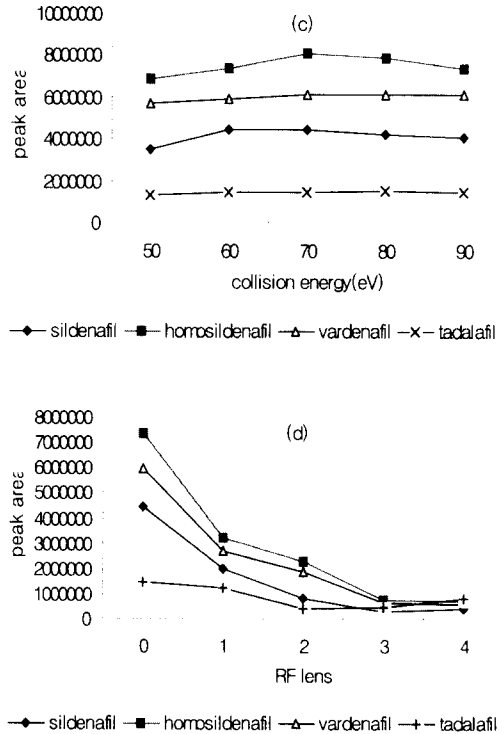 (c)
peak area
10000000
8000000
6000000
4000000
2000000
0
50 60 70 80 90
collision energy(eV)
sildenafil homosildenafil vardenafil tadalafil
(d)
peak area
8000000
7000000
6000000
5000000
4000000
3000000
2000000
1000000
0
0 1 2 3 4
RF lens
sildenafil homosildenafil vardenafil tadalafil